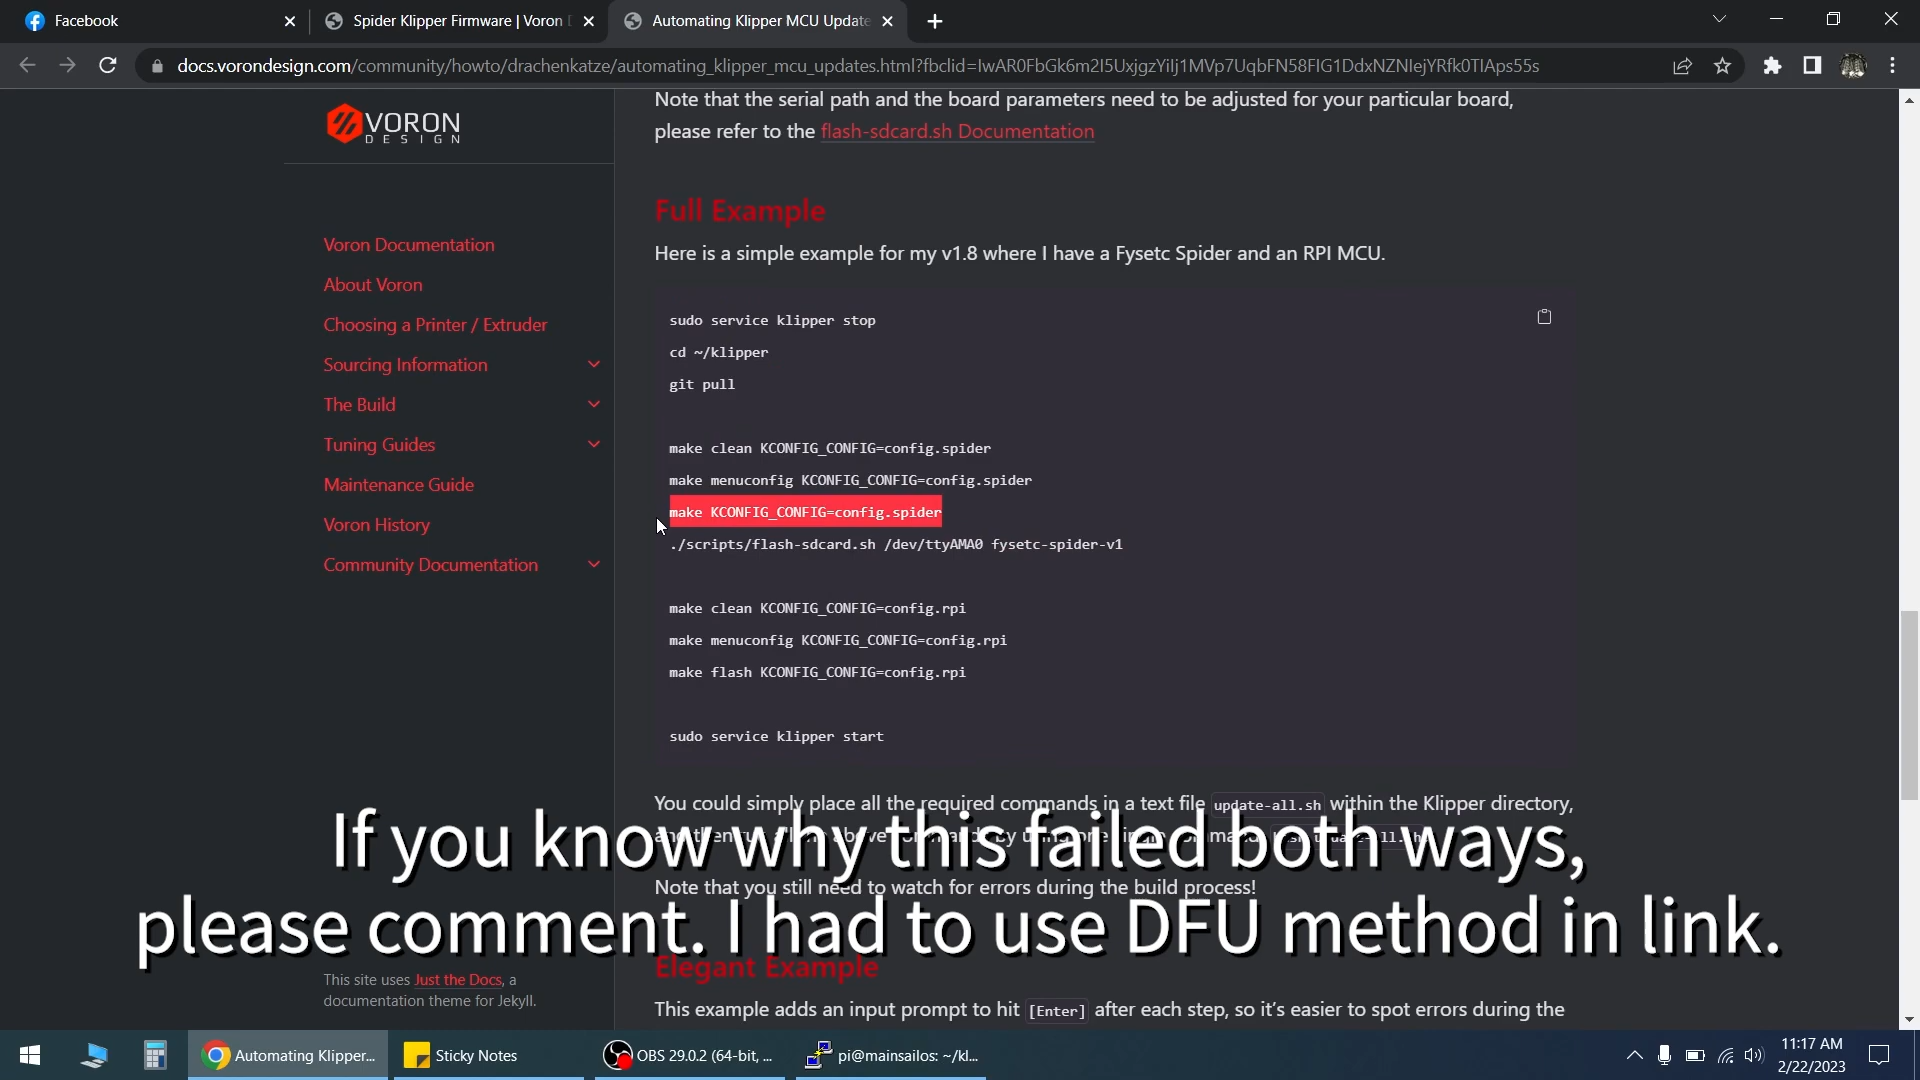 Facebook
Spider Klipper Firmware | Voron
Automating Klipper MCU Update
docs.vorondesign.com/community/howto/drachenkatze/automating_klipper_mcu_updates.html?fbclid=IwAR0FbGk6m2I5UxjgzYiIj1MVp7UqbFN58FIG1DdxNZNIejYRfk0TIAps55s
VORON
DESIGN
Voron Documentation
About Voron
Choosing a Printer / Extruder
Sourcing Information
The Build
Tuning Guides
Maintenance Guide
Voron History
Community Documentation
This site uses Just the Docs, a
documentation theme for Jekyll.
Note that the serial path and the board parameters need to be adjusted for your particular board,
please refer to the flash-sdcard.sh Documentation
Full Example
Here is a simple example for my v1.8 where I have a Fysetc Spider and an RPI MCU.
sudo service klipper stop
cd ~/klipper
git pull
make clean KCONFIG_CONFIG=config.spider
make menuconfig KCONFIG_CONFIG=config.spider
make KCONFIG_CONFIG=config.spider
./scripts/flash-sdcard.sh /dev/ttyAMA0 fysetc-spider-v1
make clean KCONFIG_CONFIG=config.rpi
make menuconfig KCONFIG_CONFIG=config.rpi
make flash KCONFIG_CONFIG=config.rpi
sudo service klipper start
You could simply place all the required commands in a text file update-all.sh within the Klipper directory,
If you know why this failed both ways,
Note that you still need to watch for errors during the build process!
please comment. I had to use DFU method in link.
Elegant Example
This example adds an input prompt to hit [Enter] after each step, so it's easier to spot errors during the
Automating Klipper...
Sticky Notes
OBS 29.0.2 (64-bit, ...
pi@mainsailos: ~/kl...
11:17 AM
2/22/2023